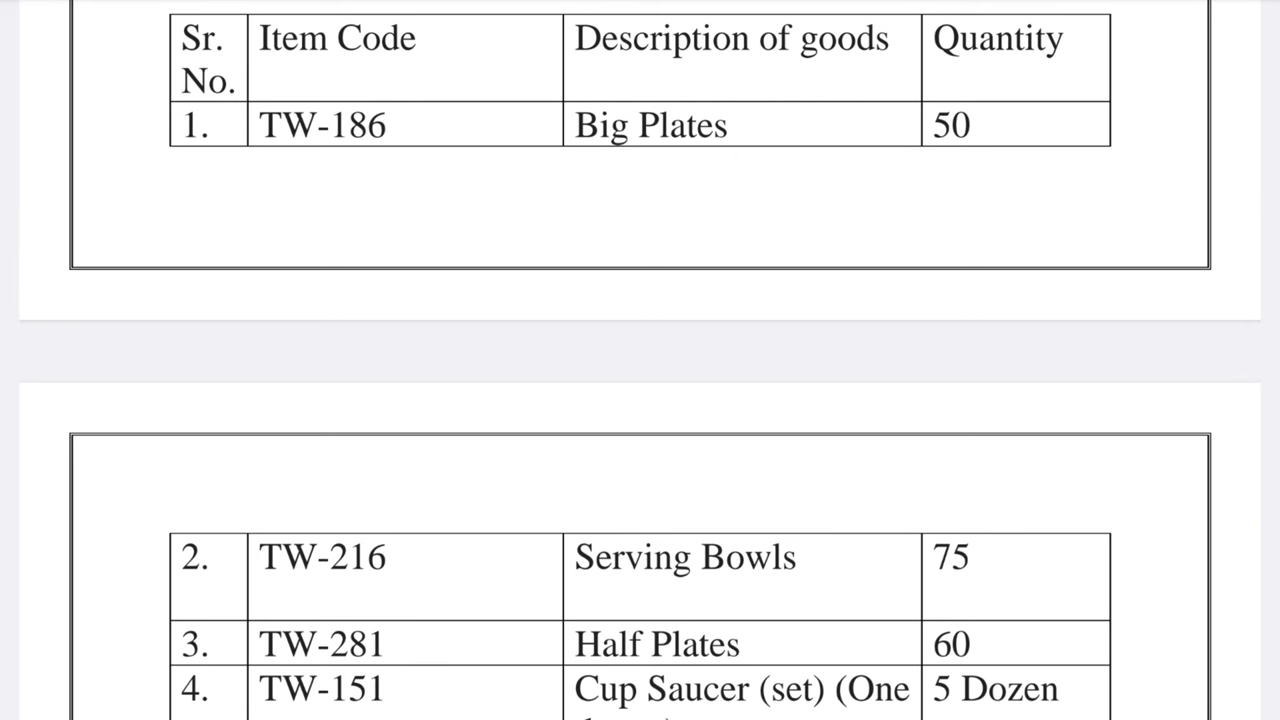 Sr. No. Item Code Description of goods Quantity
1. TW-186 Big Plates 50
2. TW-216 Serving Bowls 75
3. TW-281 Half Plates 60
4. TW-151 Cup Saucer (set) (One 5 Dozen